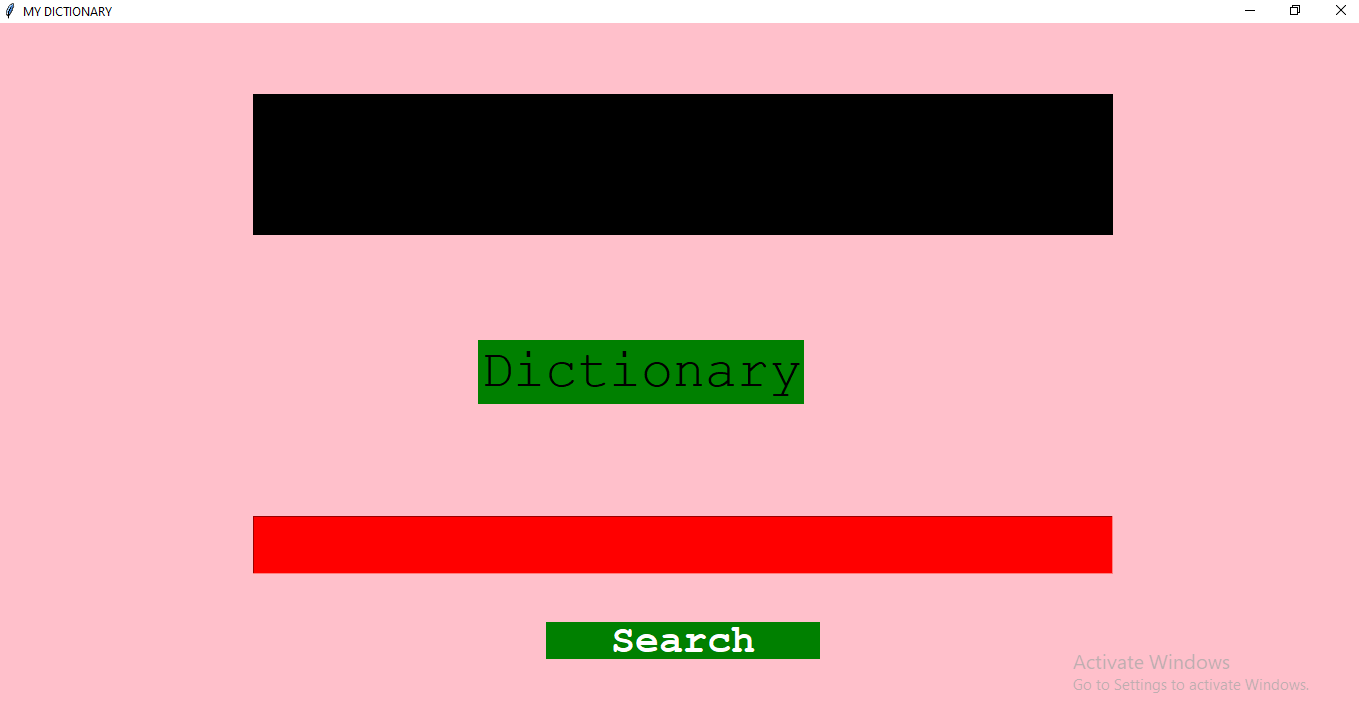 MY DICTIONARY
Dictionary
Search
Activate Windows
Go to Settings to activate Windows.